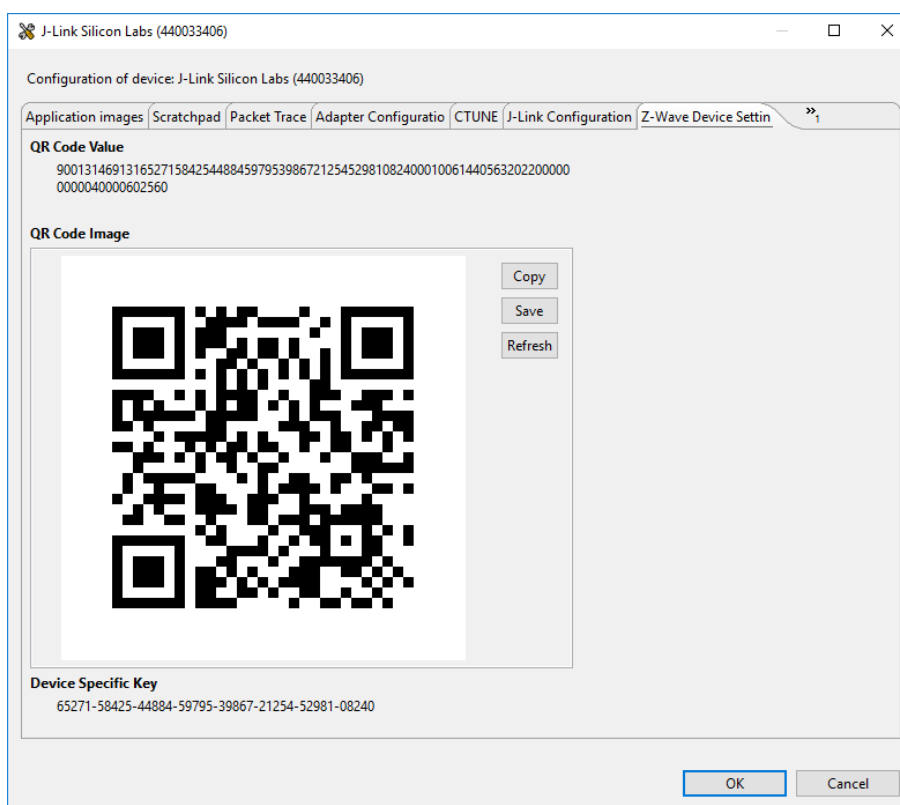 J-Link Silicon Labs (440033406)
Configuration of device: J-Link Silicon Labs (440033406)
Application images Scratchpad Packet Trace Adapter Configuratio CTUNE J-Link Configuration Z-Wave Device Settin »1
QR Code Value
900131469131652715842544884597953986721254529810824000100614405632022000​00
0000040000602560
QR Code Image
Copy
Save
Refresh
Device Specific Key
65271-58425-44884-59795-39867-21254-52981-08240
OK Cancel